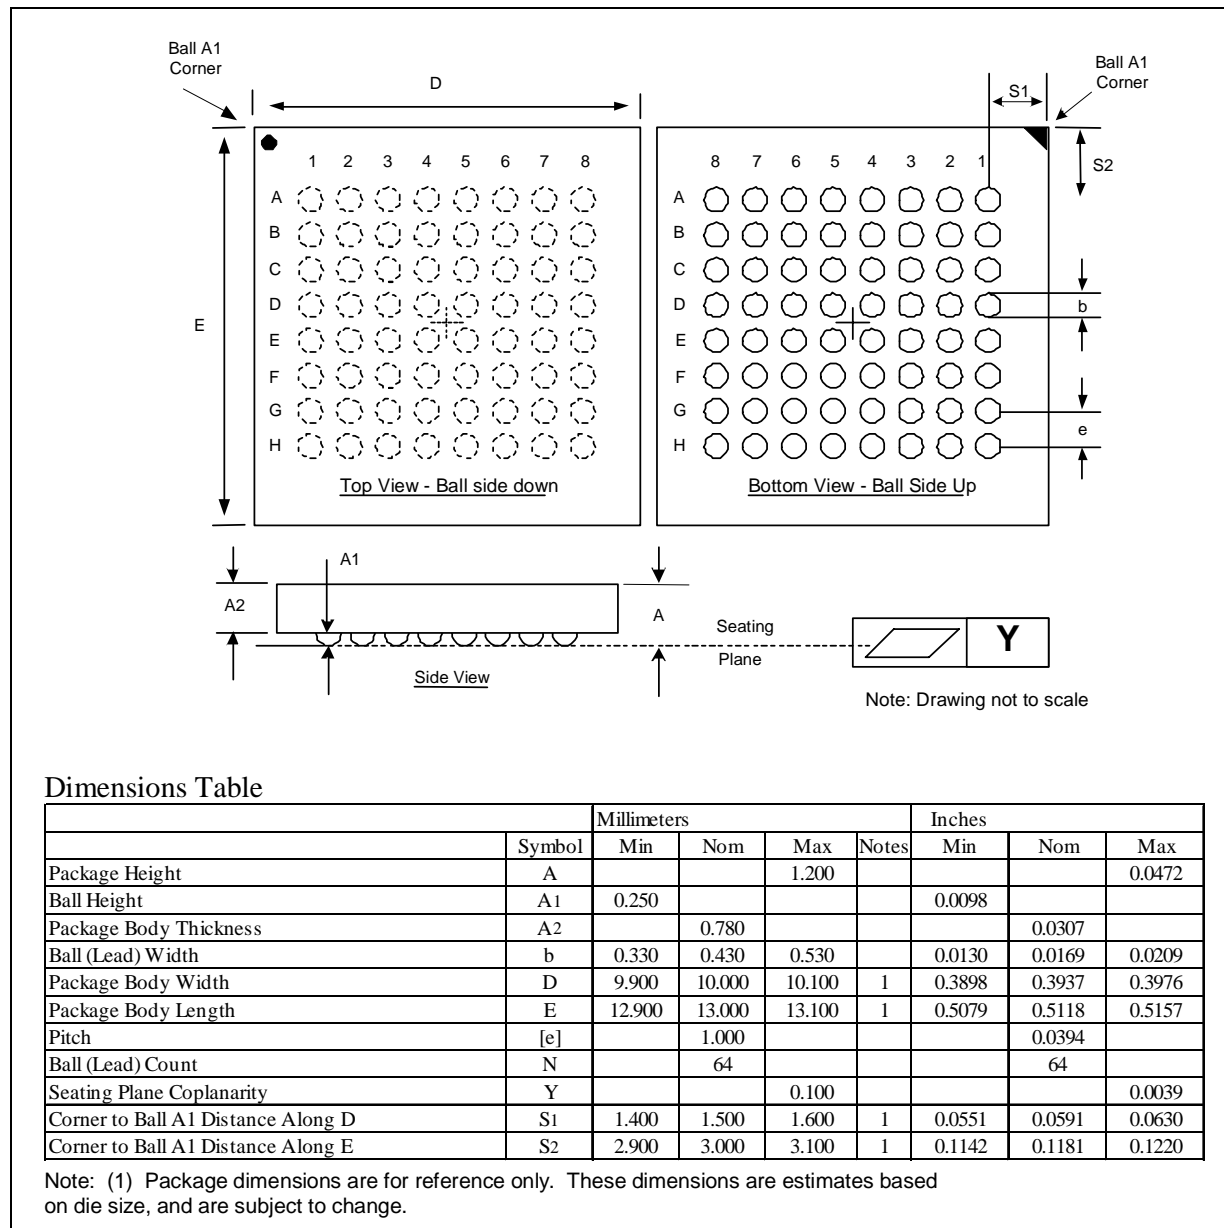 Ball A1
Corner
D
S1
Ball A1
Corner
1 2 3 4 5 6 7 8
8 7 6 5 4 3 2 1
S2
A
B
C
D
E
F
G
H
A
B
C
D
E
F
G
H
E
b
e
Top View - Ball side down
Bottom View - Ball Side Up
A1
A2
A
Seating
Plane
Y
Side View
Note: Drawing not to scale
Dimensions Table
Millimeters Inches
Symbol Min Nom Max Notes Min Nom Max
Package Height A 1.200 0.0472
Ball Height A1 0.250 0.0098
Package Body Thickness A2 0.780 0.0307
Ball (Lead) Width b 0.330 0.430 0.530 0.0130 0.0169 0.0209
Package Body Width D 9.900 10.000 10.100 1 0.3898 0.3937 0.3976
Package Body Length E 12.900 13.000 13.100 1 0.5079 0.5118 0.5157
Pitch [e] 1.000 0.0394
Ball (Lead) Count N 64 64
Seating Plane Coplanarity Y 0.100 0.0039
Corner to Ball A1 Distance Along D S1 1.400 1.500 1.600 1 0.0551 0.0591 0.0630
Corner to Ball A1 Distance Along E S2 2.900 3.000 3.100 1 0.1142 0.1181 0.1220
Note: (1) Package dimensions are for reference only. These dimensions are estimates based
on die size, and are subject to change.